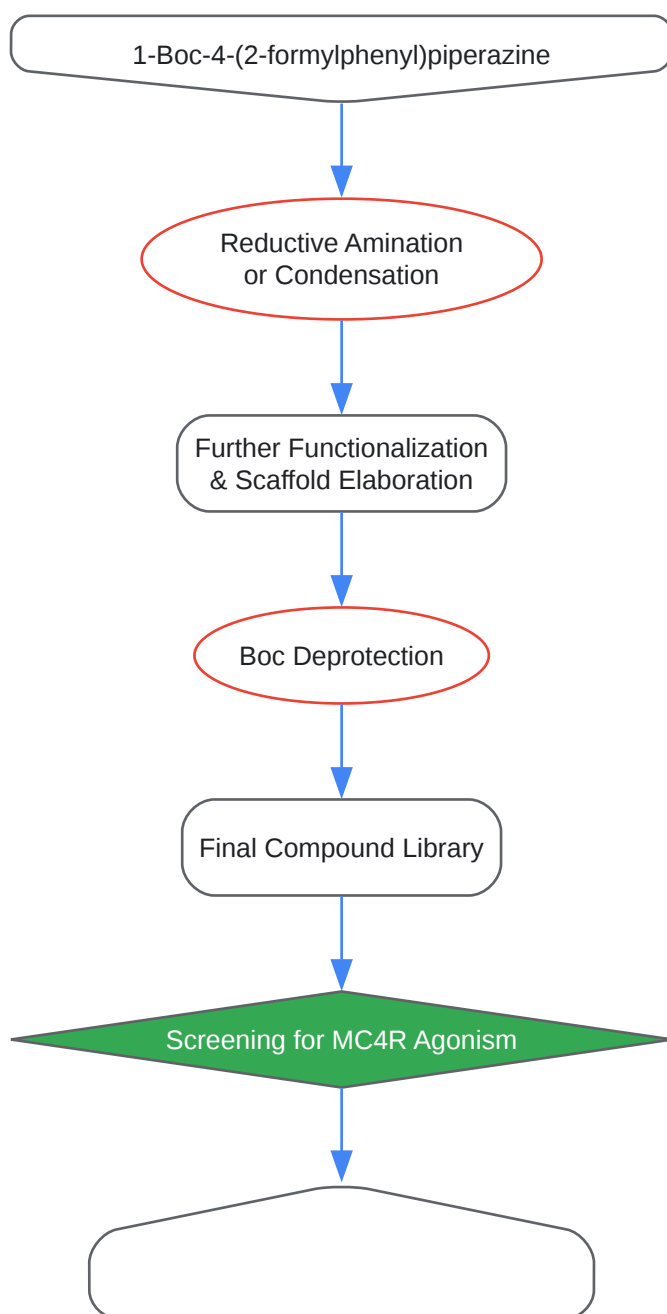 1-Boc-4-(2-formylphenyl)piperazine
Reductive Amination
or Condensation
Further Functionalization
& Scaffold Elaboration
Boc Deprotection
Final Compound Library
Screening for MC4R Agonism